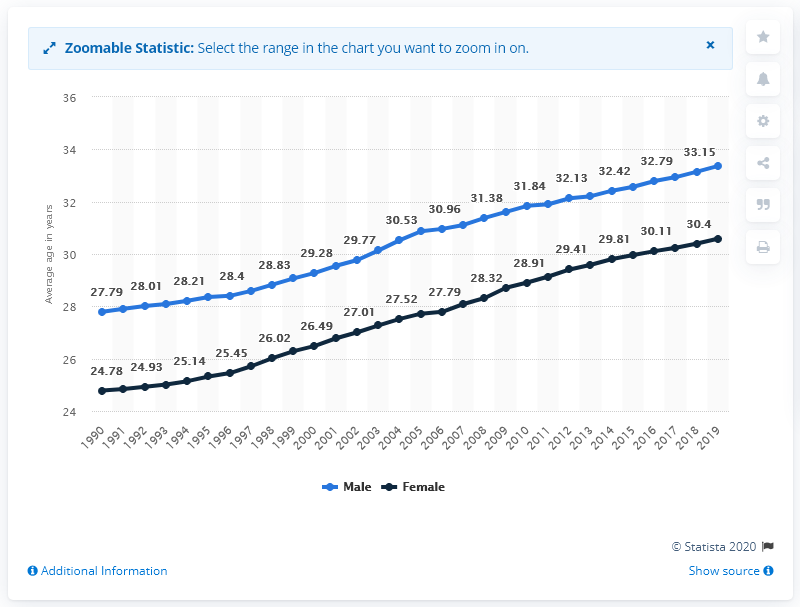 Zoomable Statistic: Select the range in the chart you want to zoom in on.
×
36
34
32
30
28
26
24
Average age in years
27.79 28.01 28.21 28.4 28.83 29.28 29.77 30.53 30.96 31.38 31.84 32.13 32.42 32.79 33.15
24.78 24.93 25.14 25.45 26.02 26.49 27.01 27.52 27.79 28.32 28.91 29.41 29.81 30.11 30.4
1990 1991 1992 1993 1994 1995 1996 1997 1998 1999 2000 2001 2002 2003 2004 2005 2006 2007 2008 2009 2010 2011 2012 2013 2014 2015 2016 2017 2018 2019
Male Female
© Statista 2020
Additional Information
Show source